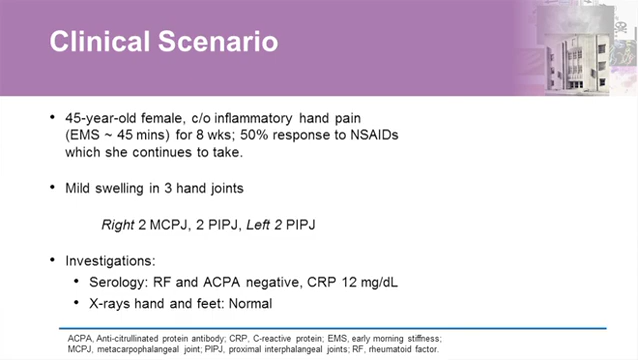 Clinical Scenario
• 45-year-old female, c/o inflammatory hand pain
(EMS ~ 45 mins) for 8 wks; 50% response to NSAIDs
which she continues to take.
• Mild swelling in 3 hand joints
Right 2 MCPJ, 2 PIPJ, Left 2 PIPJ
• Investigations:
• Serology: RF and ACPA negative, CRP 12 mg/dL
• X-rays hand and feet: Normal
ACPA, Anti-citrullinated protein antibody; CRP, C-reactive protein; EMS, early morning stiffness;
MCPJ, metacarpophalangeal joint; PIPJ, proximal interphalangeal joints; RF, rheumatoid factor.